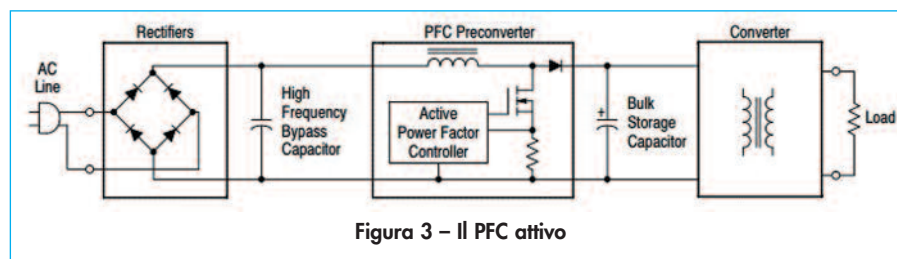 Rectifiers
PFC Preconverter
Converter
AC
Line
High
Frequency
Bypass
Capacitor
Active
Power Factor
Controller
+
Bulk
Storage
Capacitor
Load
Figura 3 – Il PFC attivo